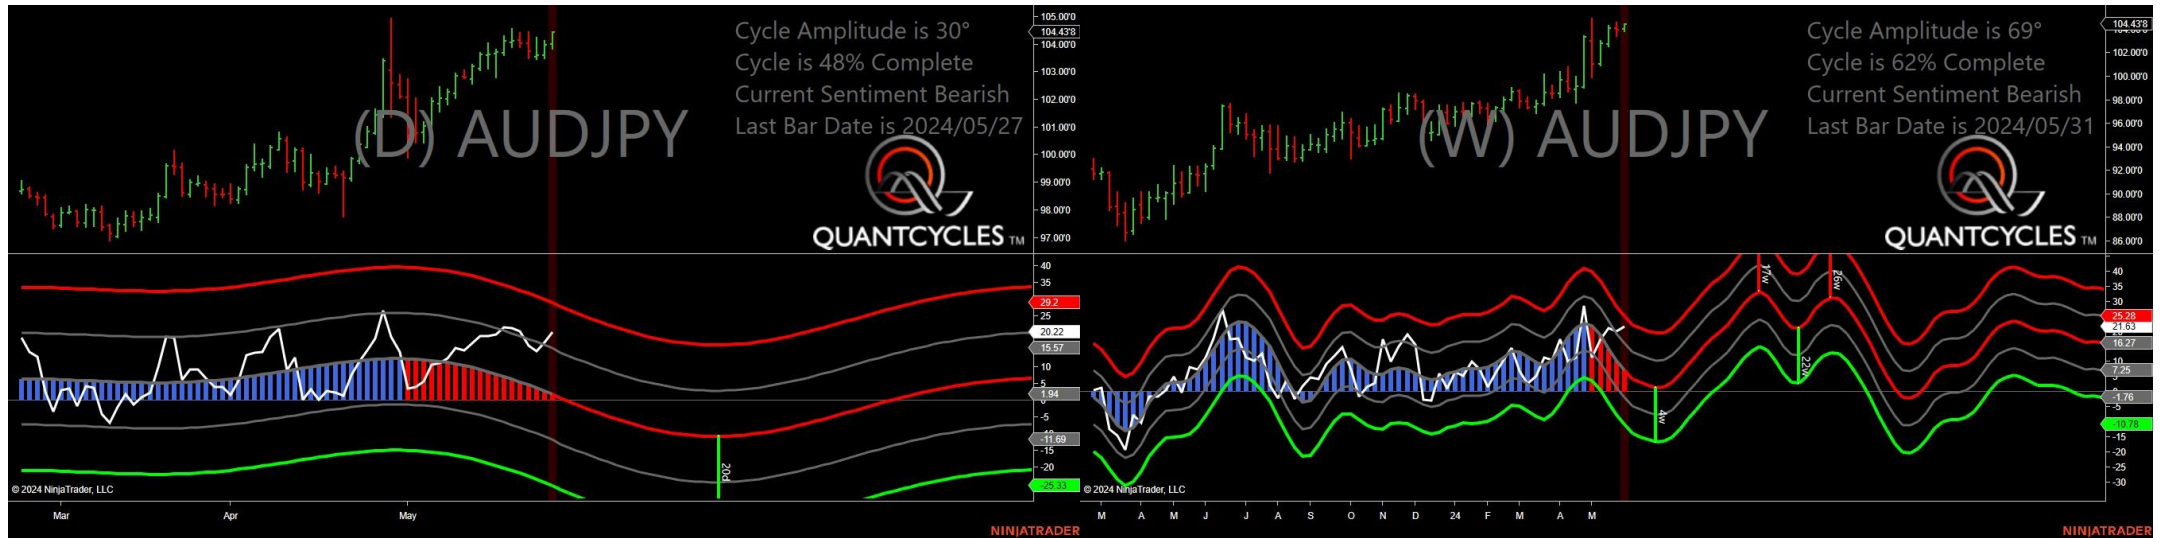 Cycle Amplitude is 30°
Cycle is 48% Complete
Current Sentiment Bearish
Last Bar Date is 2024/05/27
(D) AUDJPY
QUANTCYCLES TM
105.00'0
104.43'8
104.00'0
103.00'0
102.00'0
101.00'0
100.00'0
99.00'0
98.00'0
97.00'0
40
35
29.2
25
20.22
15.57
10
5
1.94
0
-5
-11.69
-15
-20
-25.33
20d
© 2024 NinjaTrader, LLC
Mar
Apr
May
NINJATRADER
Cycle Amplitude is 69°
Cycle is 62% Complete
Current Sentiment Bearish
Last Bar Date is 2024/05/31
(W) AUDJPY
QUANTCYCLES TM
104.43'8
102.00'0
100.00'0
98.00'0
96.00'0
94.00'0
92.00'0
90.00'0
88.00'0
86.00'0
17w
26w
22w
4w
40
35
30
25.28
21.63
16.27
10
7.25
-1.76
-5
-10.78
-15
-20
-25
-30
© 2024 NinjaTrader, LLC
M A M J J A S O N D 24 F M A M
NINJATRADER